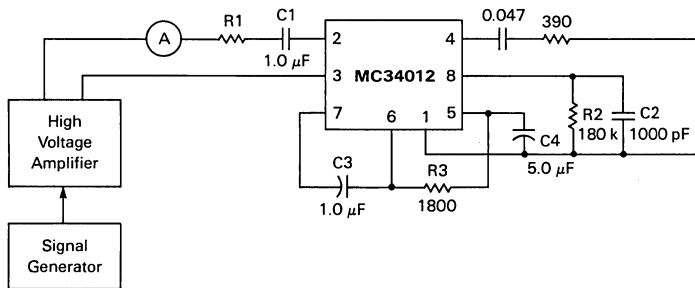 R1
C1
0.047
390
A
1.0 μF
2
4
3
MC34012
8
7
6
1
5
R2
180 k
C2
1000 pF
C4
5.0 μF
C3
1.0 μF
R3
1800
High
Voltage
Amplifier
Signal
Generator